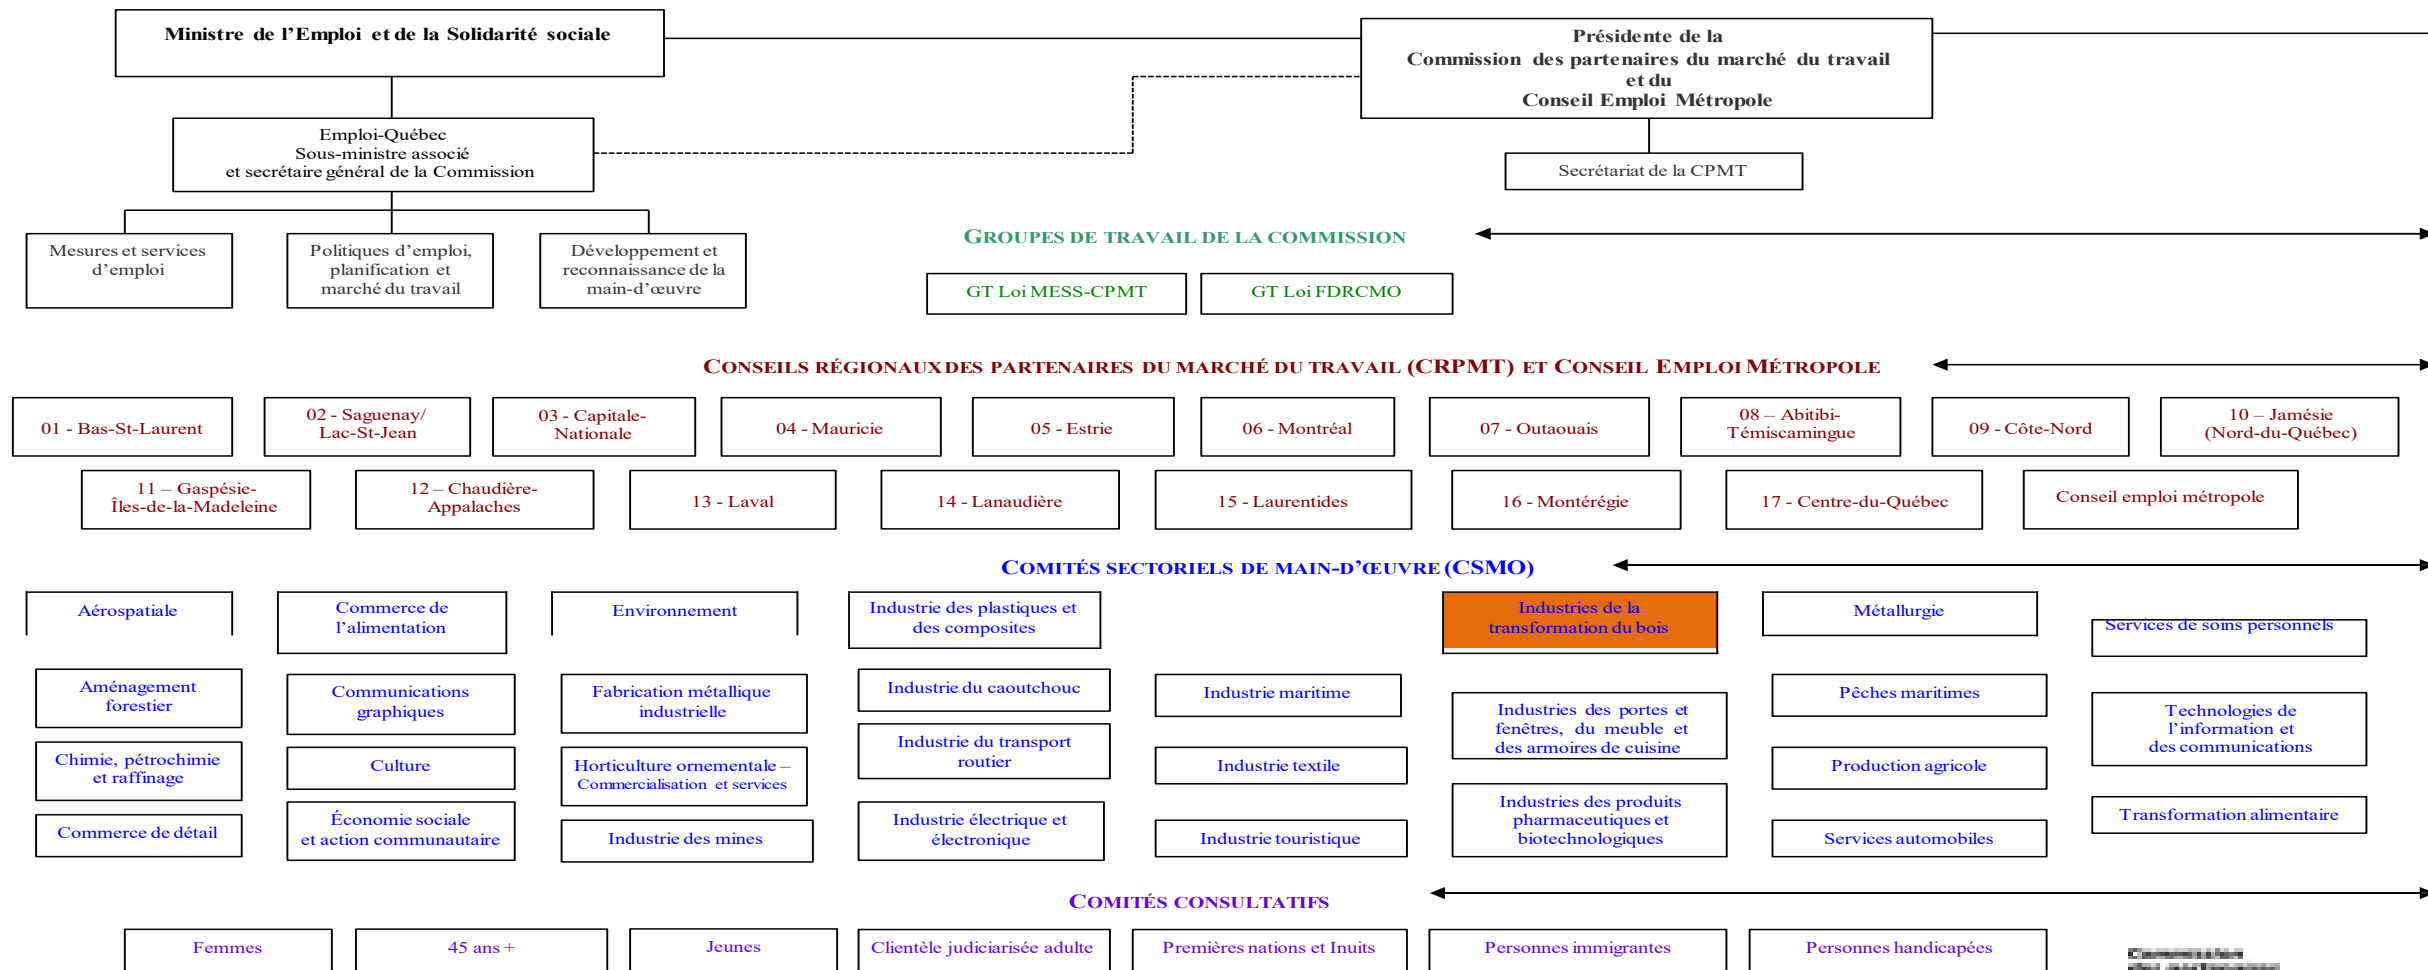 Ministre de l'Emploi et de la Solidarité sociale
Présidente de la
Commission des partenaires du marché du travail
et du
Conseil Emploi Métropole
Emploi-Québec
Sous-ministre associé
et secrétaire général de la Commission
Secrétariat de la CPMT
Mesures et services
d'emploi
Politiques d'emploi,
planification et
marché du travail
Développement et
reconnaissance de la
main-d'œuvre
GROUPES DE TRAVAIL DE LA COMMISSION
GT Loi MESS-CPMT
GT Loi FDRCMO
CONSEILS RÉGIONAUX DES PARTENAIRES DU MARCHÉ DU TRAVAIL (CRPMT) ET CONSEIL EMPLOI MÉTROPOLE
01 - Bas-St-Laurent
02 - Saguenay/
Lac-St-Jean
03 - Capitale-
Nationale
04 - Mauricie
05 - Estrie
06 - Montréal
07 - Outaouais
08 – Abitibi-
Témiscamingue
09 - Côte-Nord
10 – Jamésie
(Nord-du-Québec)
11 – Gaspésie-
Îles-de-la-Madeleine
12 – Chaudière-
Appalaches
13 - Laval
14 - Lanaudière
15 - Laurentides
16 - Montérégie
17 - Centre-du-Québec
Conseil emploi métropole
COMITÉS SECTORIELS DE MAIN-D'ŒUVRE (CSMO)
Aérospatiale
Commerce de
l'alimentation
Environnement
Industrie des plastiques et
des composites
Industries de la
transformation du bois
Métallurgie
Services de soins personnels
Aménagement
forestier
Communications
graphiques
Fabrication métallique
industrielle
Industrie du caoutchouc
Industrie maritime
Industries des portes et
fenêtres, du meuble et
des armoires de cuisine
Pêches maritimes
Technologies de
l'information et
des communications
Chimie, pétrochimie
et raffinage
Culture
Horticulture ornementale –
Commercialisation et services
Industrie du transport
routier
Industrie textile
Production agricole
Commerce de détail
Économie sociale
et action communautaire
Industrie des mines
Industrie électrique et
électronique
Industrie touristique
Industries des produits
pharmaceutiques et
biotechnologiques
Services automobiles
Transformation alimentaire
COMITÉS CONSULTATIFS
Femmes
45 ans +
Jeunes
Clientèle judiciarisée adulte
Premières nations et Inuits
Personnes immigrantes
Personnes handicapées